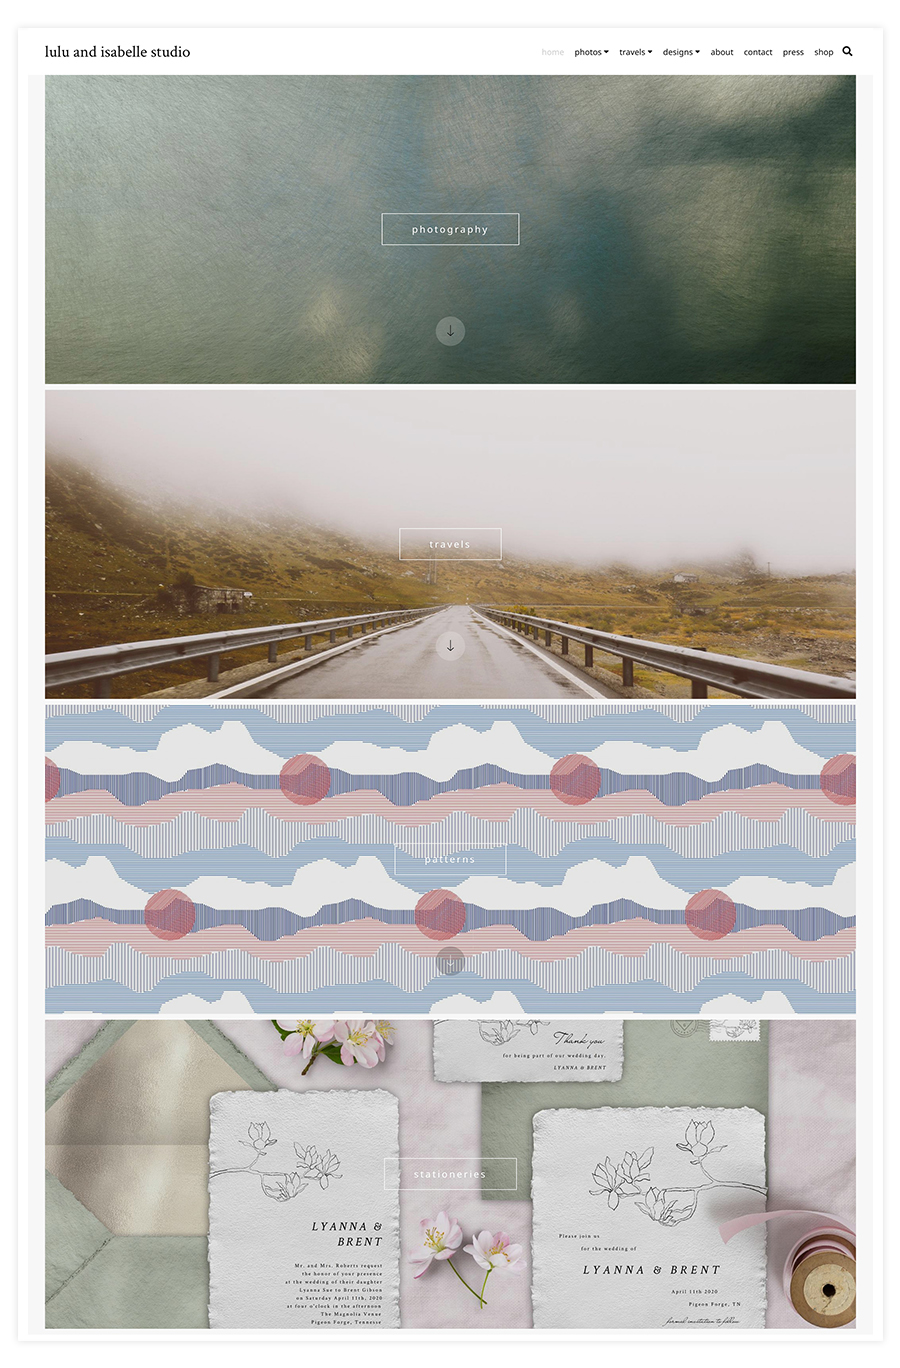 lulu and isabelle studio
home photos travels designs about contact press shop
photography
travels
patterns
Thank you
for being part of our wedding day.
LYANNA & BRENT
stationeries
LYANNA &
BRENT
Mr. and Mrs. Roberts request
the honor of your presence
at the wedding of their daughter
Lyanna Sue to Brent Gibson
on Saturday April 11th, 2020
at four o'clock in the afternoon
The Magnolia Venue
Pigeon Forge, Tennesse
Please join us
for the wedding of
LYANNA & BRENT
April 11th 2020
Pigeon Forge, TN
formal invitation to follow